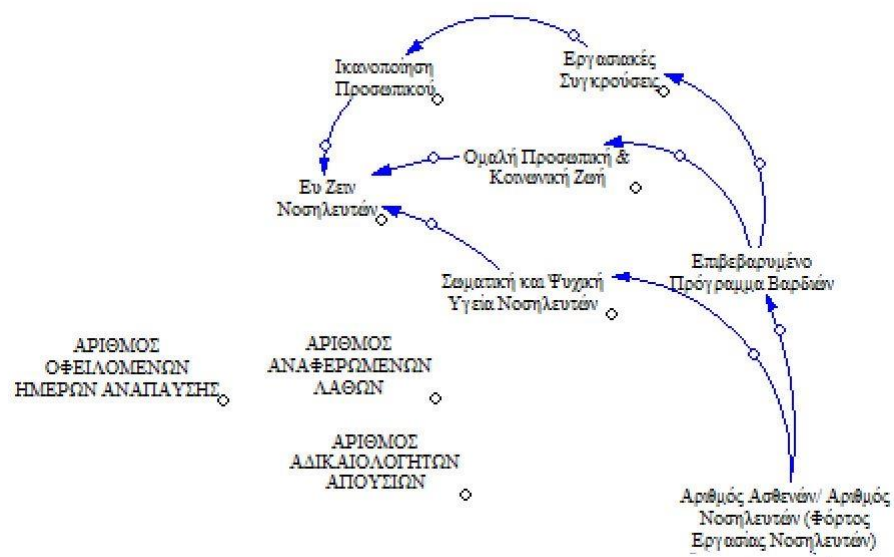 Ικανοποίηση
Προσωπικού
Εργασιακές
Συγκρούσεις
Ομαλή Προσωπική &
Κοινωνική Ζωή
Ευ Ζειν
Νοσηλευτών
Επιβεβαρυμένο
Πρόγραμμα Βαρδιών
Σωματική και Ψυχική
Υγεία Νοσηλευτών
ΑΡΙΘΜΟΣ
ΟΦΕΙΛΟΜΕΝΩΝ
ΗΜΕΡΩΝ ΑΝΑΠΑΥΣΗΣ
ΑΡΙΘΜΟΣ
ΑΝΑΦΕΡΩΜΕΝΩΝ
ΛΑΘΩΝ
ΑΡΙΘΜΟΣ
ΑΔΙΚΑΙΟΛΟΓΗΤΩΝ
ΑΠΟΥΣΙΩΝ
Αριθμός Ασθενών/ Αριθμός
Νοσηλευτών (Φόρτος
Εργασίας Νοσηλευτών)